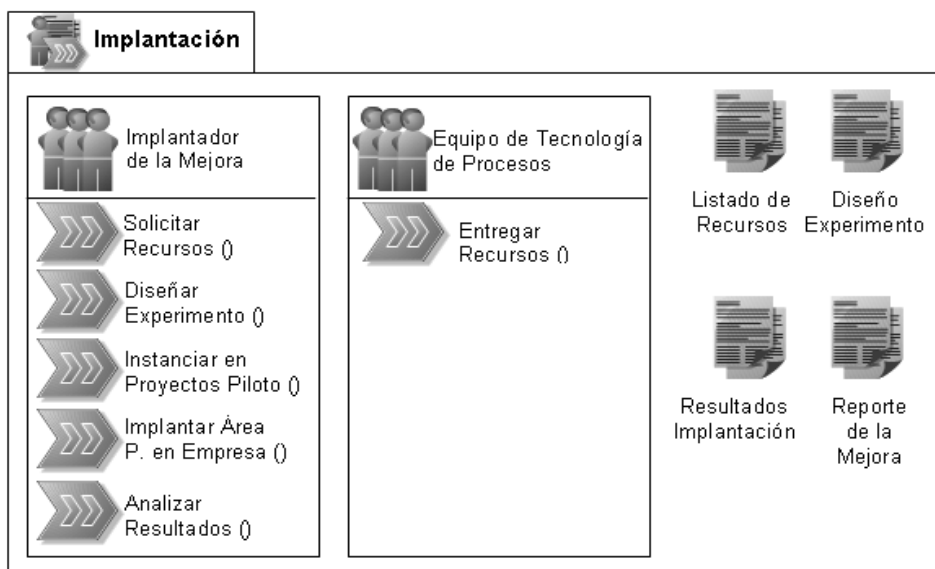 Implantación
Implantador
de la Mejora
Solicitar
Recursos ()
Diseñar
Experimento ()
Instanciar en
Proyectos Piloto ()
Implantar Área
P. en Empresa ()
Analizar
Resultados ()
Equipo de Tecnología
de Procesos
Entregar
Recursos ()
Listado de
Recursos
Diseño
Experimento
Resultados
Implantación
Reporte
de la
Mejora